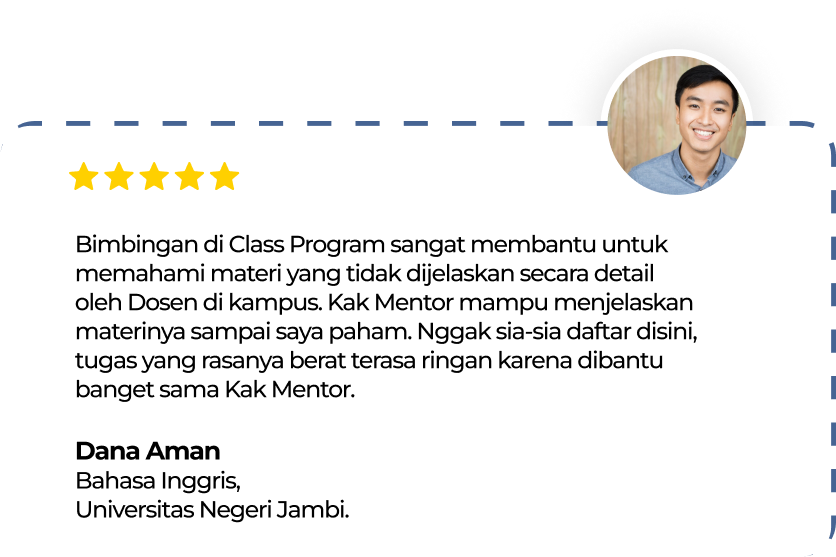 Bimbingan di Class Program sangat membantu untuk
memahami materi yang tidak dijelaskan secara detail
oleh Dosen di kampus. Kak Mentor mampu menjelaskan
materinya sampai saya paham. Nggak sia-sia daftar disini,
tugas yang rasanya berat terasa ringan karena dibantu
banget sama Kak Mentor.
Dana Aman
Bahasa Inggris,
Universitas Negeri Jambi.